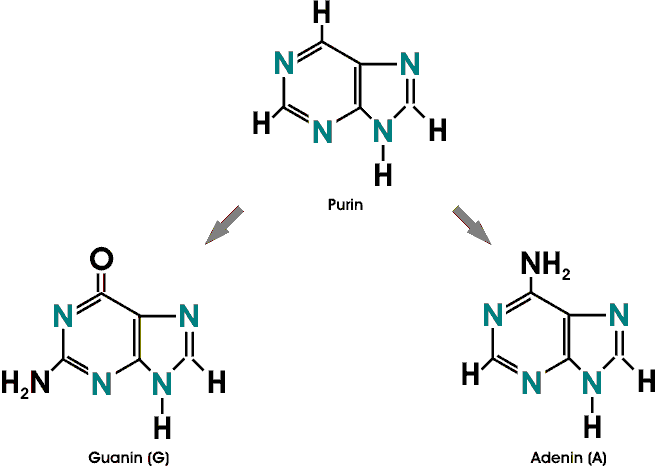 H
N N
H N N H
H
Purin
O
N N
H2N N N H
H
Guanin (G)
NH2
N N
H N N H
H
Adenin (A)